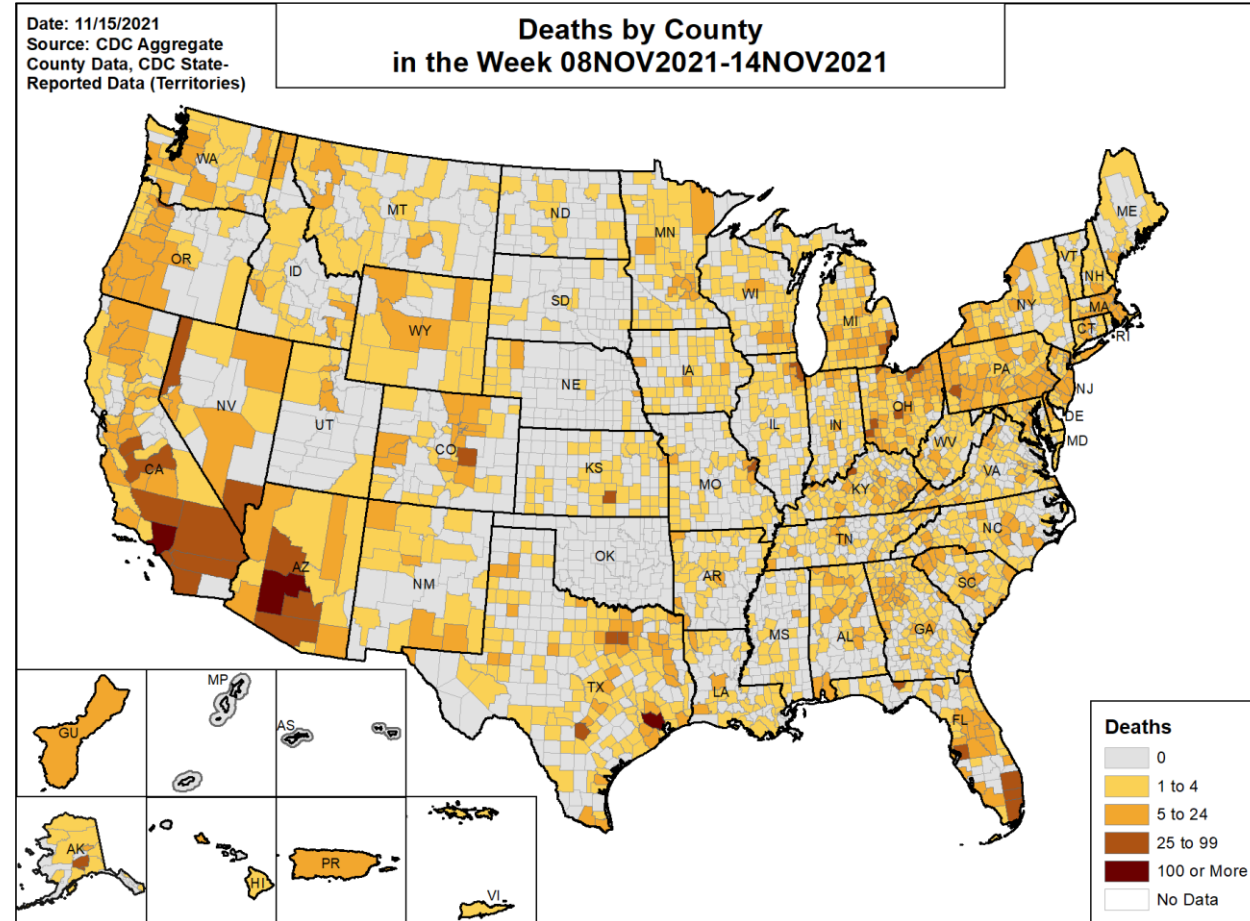 Date: 11/15/2021
Source: CDC Aggregate
County Data, CDC State-
Reported Data (Territories)
Deaths by County
in the Week 08NOV2021-14NOV2021
WA
MT
ND
MN
ME
OR
ID
SD
WI
VT
NH
WY
MI
NY
MA
CT
RI
IA
NE
PA
NV
UT
IL
IN
OH
NJ
DE
CO
WV
MD
CA
KS
MO
KY
VA
NC
TN
OK
AZ
NM
AR
SC
MS
AL
GA
TX
LA
FL
MP
GU
AS
AK
HI
PR
VI
Deaths
0
1 to 4
5 to 24
25 to 99
100 or More
No Data